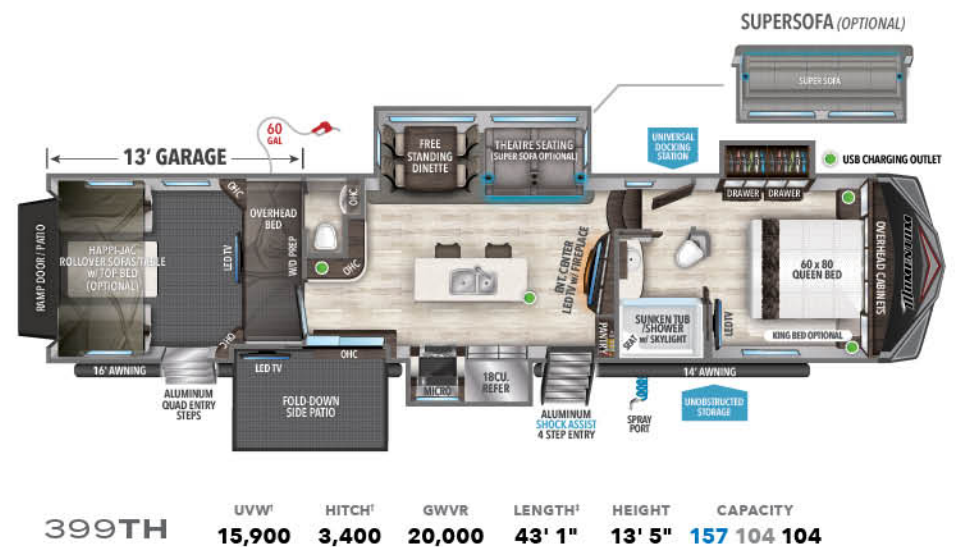 SUPERSOFA (OPTIONAL)
SUPER SOFA
60
GAL
13' GARAGE
FREE
STANDING
DINETTE
THEAIRE SEATING
(SUPER SOFA OPTIONAL)
UNIVERSAL
DOCKING
STATION
USB CHARGING OUTLET
DRAWER
DRAWER
OHC
OHC
OVERHEAD
BED
W/D PREP
OHC
RAMP DOOR / PATIO
HAPPI-JAC
ROLLOVER SOFAS/TABLE
w/ TOP BED
(OPTIONAL)
LED TV
ENT. CENTER
LED TV w/ FIREPLACE
60 x 80
QUEEN BED
OVERHEAD CABINETS
MOMENTUM
PANTRY
SEAT
SUNKEN TUB
/SHOWER
w/ SKYLIGHT
LED TV
KING BED OPTIONAL
OHC
16' AWNING
LED TV
OHC
FOLD-DOWN
SIDE PATIO
MICRO
18CU.
REFER
14' AWNING
ALUMINUM
QUAD ENTRY
STEPS
ALUMINUM
SHOCK ASSIST
4 STEP ENTRY
SPRAY
PORT
UNOBSTRUCTED
STORAGE
399TH
UVW† HITCH† GWVR LENGTH‡ HEIGHT CAPACITY
15,900 3,400 20,000 43' 1" 13' 5" 157 104 104